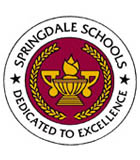 SPRINGDALE SCHOOLS
DEDICATED TO EXCELLENCE